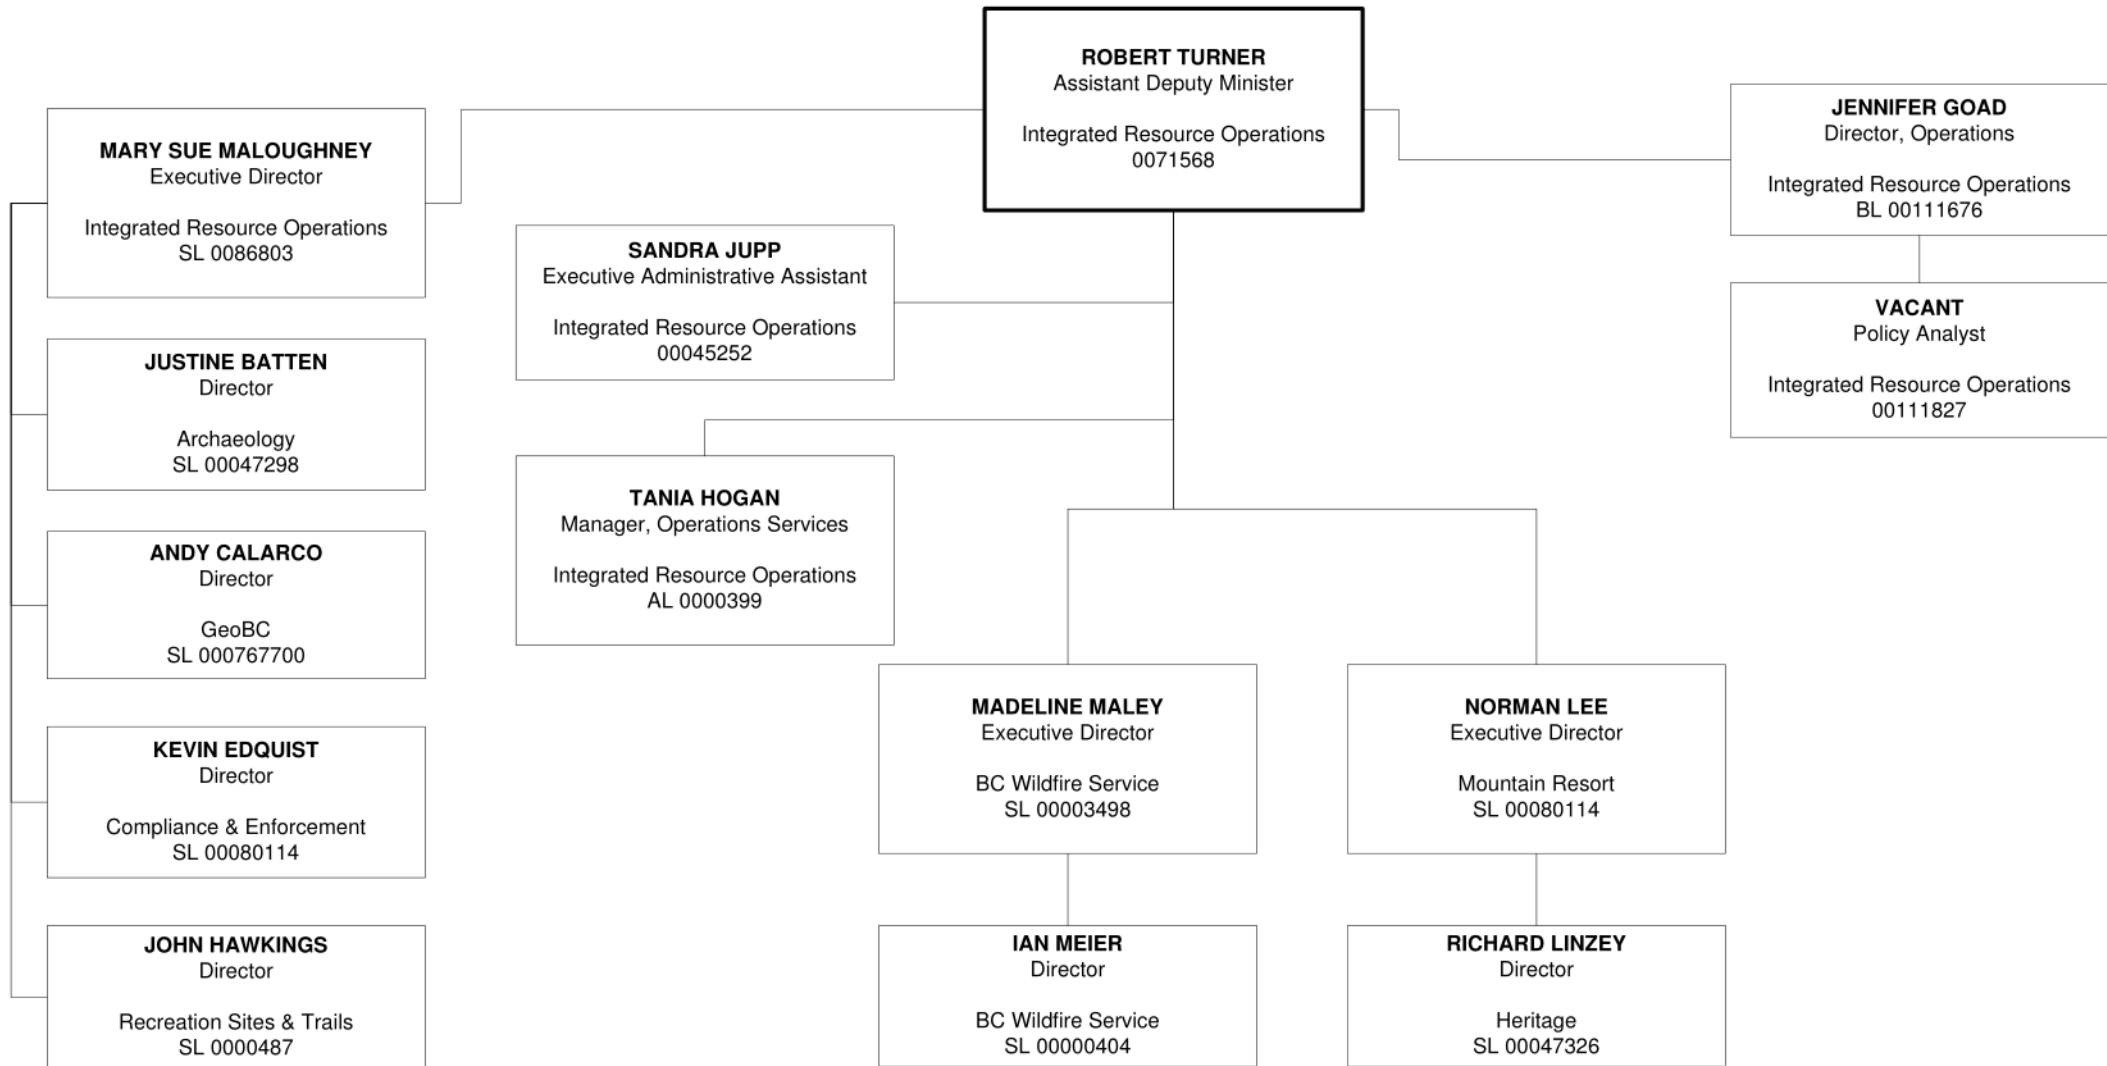 ROBERT TURNER
Assistant Deputy Minister
Integrated Resource Operations
0071568
MARY SUE MALOUGHNEY
Executive Director
Integrated Resource Operations
SL 0086803
JENNIFER GOAD
Director, Operations
Integrated Resource Operations
BL 00111676
SANDRA JUPP
Executive Administrative Assistant
Integrated Resource Operations
00045252
VACANT
Policy Analyst
Integrated Resource Operations
00111827
JUSTINE BATTEN
Director
Archaeology
SL 00047298
TANIA HOGAN
Manager, Operations Services
Integrated Resource Operations
AL 0000399
ANDY CALARCO
Director
GeoBC
SL 000767700
MADELINE MALEY
Executive Director
BC Wildfire Service
SL 00003498
NORMAN LEE
Executive Director
Mountain Resort
SL 00080114
KEVIN EDQUIST
Director
Compliance & Enforcement
SL 00080114
JOHN HAWKINGS
Director
Recreation Sites & Trails
SL 0000487
IAN MEIER
Director
BC Wildfire Service
SL 00000404
RICHARD LINZEY
Director
Heritage
SL 00047326